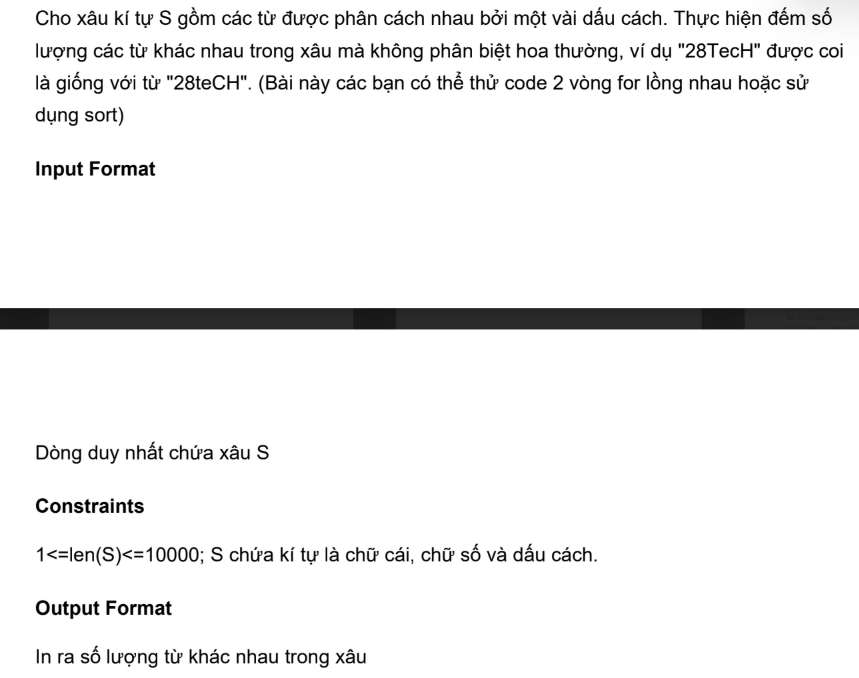 Cho xâu kí tự S gồm các từ được phân cách nhau bởi một vài dấu cách. Thực hiện đếm số
lượng các từ khác nhau trong xâu mà không phân biệt hoa thường, ví dụ "28TecH" được coi
là giống với từ "28teCH". (Bài này các bạn có thể thử code 2 vòng for lồng nhau hoặc sử
dụng sort)
Input Format
Dòng duy nhất chứa xâu S
Constraints
1<=len(S)<=10000; S chứa kí tự là chữ cái, chữ số và dấu cách.
Output Format
In ra số lượng từ khác nhau trong xâu